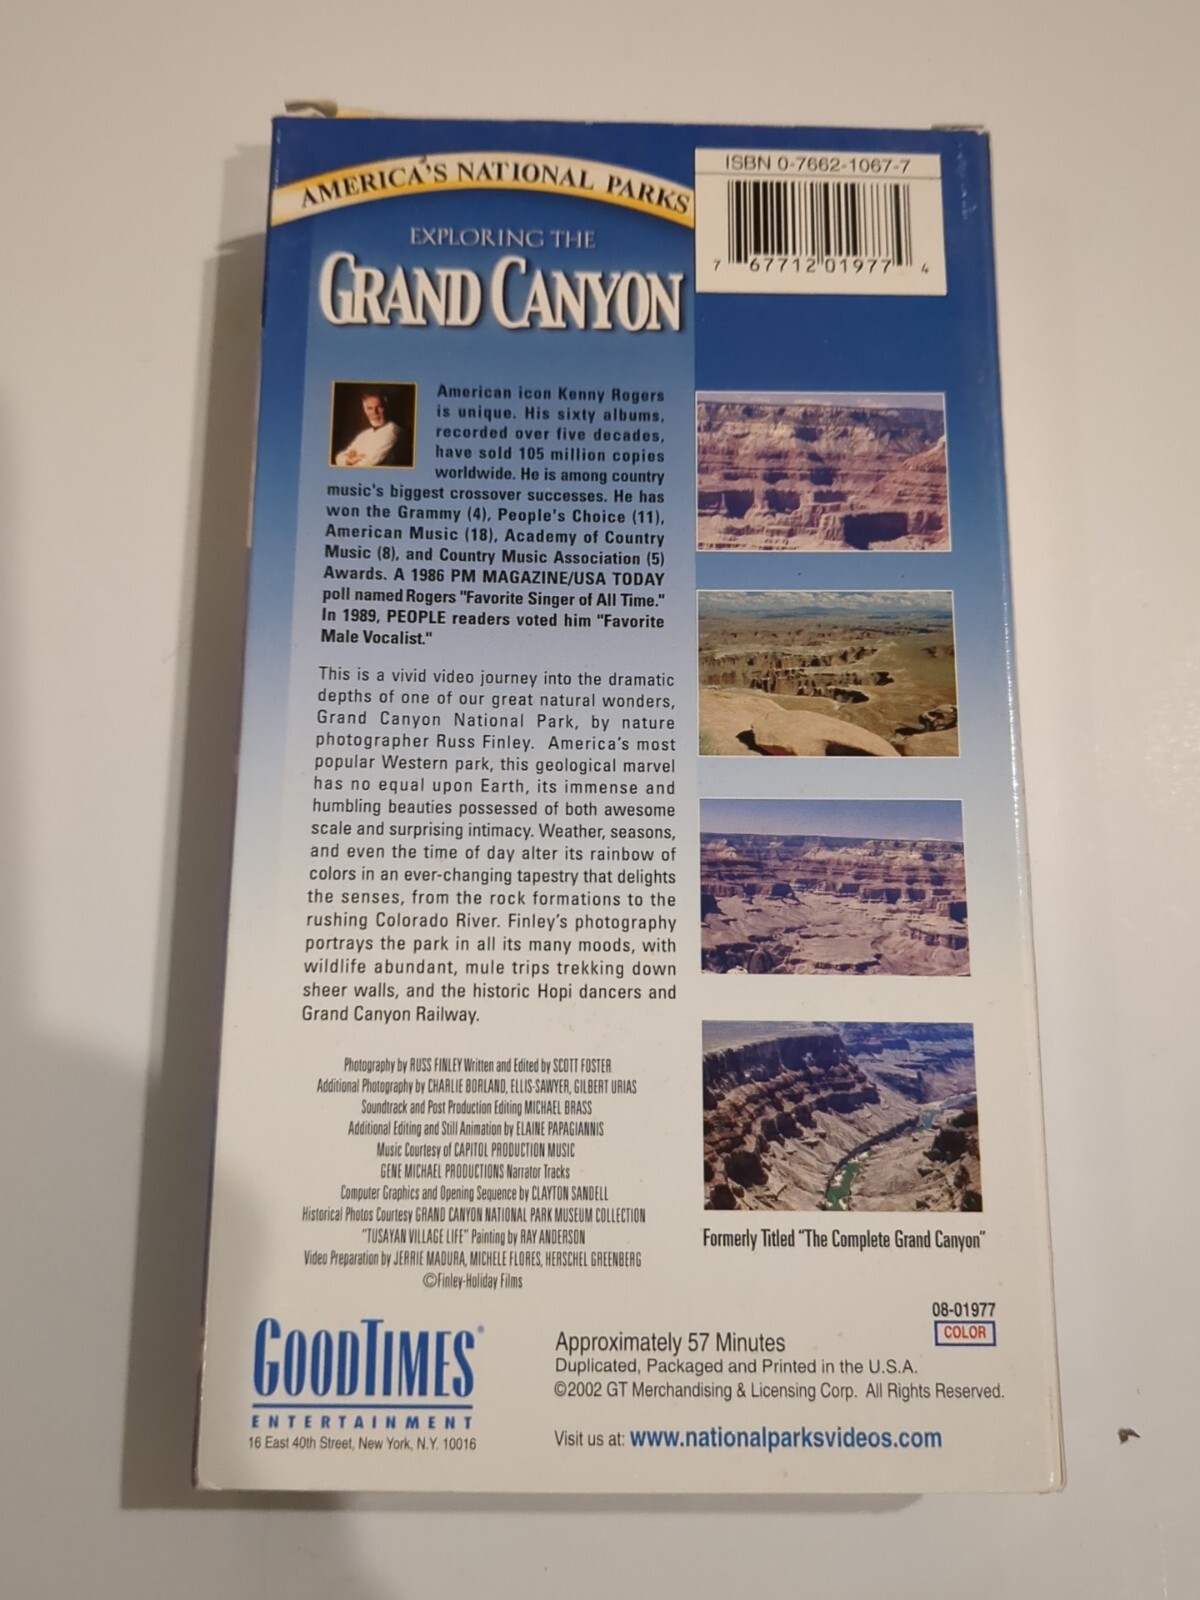 AMERICA'S NATIONAL PARKS
EXPLORING THE
GRAND CANYON
ISBN 0-7662-1067-7
7 67712 01977 4
American icon Kenny Rogers
is unique. His sixty albums,
recorded over five decades,
have sold 105 million copies
worldwide. He is among country
music's biggest crossover successes. He has
won the Grammy (4), People's Choice (11),
American Music (18), Academy of Country
Music (8), and Country Music Association (5)
Awards. A 1986 PM MAGAZINE/USA TODAY
poll named Rogers "Favorite Singer of All Time."
In 1989, PEOPLE readers voted him "Favorite
Male Vocalist."
This is a vivid video journey into the dramatic
depths of one of our great natural wonders,
Grand Canyon National Park, by nature
photographer Russ Finley. America's most
popular Western park, this geological marvel
has no equal upon Earth, its immense and
humbling beauties possessed of both awesome
scale and surprising intimacy. Weather, seasons,
and even the time of day alter its rainbow of
colors in an ever-changing tapestry that delights
the senses, from the rock formations to the
rushing Colorado River. Finley's photography
portrays the park in all its many moods, with
wildlife abundant, mule trips trekking down
sheer walls, and the historic Hopi dancers and
Grand Canyon Railway.
Photography by RUSS FINLEY Written and Edited by SCOTT FOSTER
Additional Photography by CHARLIE BORLAND, ELLIS-SAWYER, GILBERT URIAS
Soundtrack and Post Production Editing MICHAEL BRASS
Additional Editing and Still Animation by ELAINE PAPAGIANNIS
Music Courtesy of CAPITOL PRODUCTION MUSIC
GENE MICHAEL PRODUCTIONS Narrator Tracks
Computer Graphics and Opening Sequence by CLAYTON SANDELL
Historical Photos Courtesy GRAND CANYON NATIONAL PARK MUSEUM COLLECTION
"TUSAYAN VILLAGE LIFE" Painting by RAY ANDERSON
Video Preparation by JERRIE MADURA, MICHELE FLORES, HERSCHEL GREENBERG
©Finley-Holiday Films
Formerly Titled "The Complete Grand Canyon"
08-01977
COLOR
GOODTIMES®
ENTERTAINMENT
16 East 40th Street, New York, N.Y. 10016
Approximately 57 Minutes
Duplicated, Packaged and Printed in the U.S.A.
©2002 GT Merchandising & Licensing Corp. All Rights Reserved.
Visit us at: www.nationalparksvideos.com